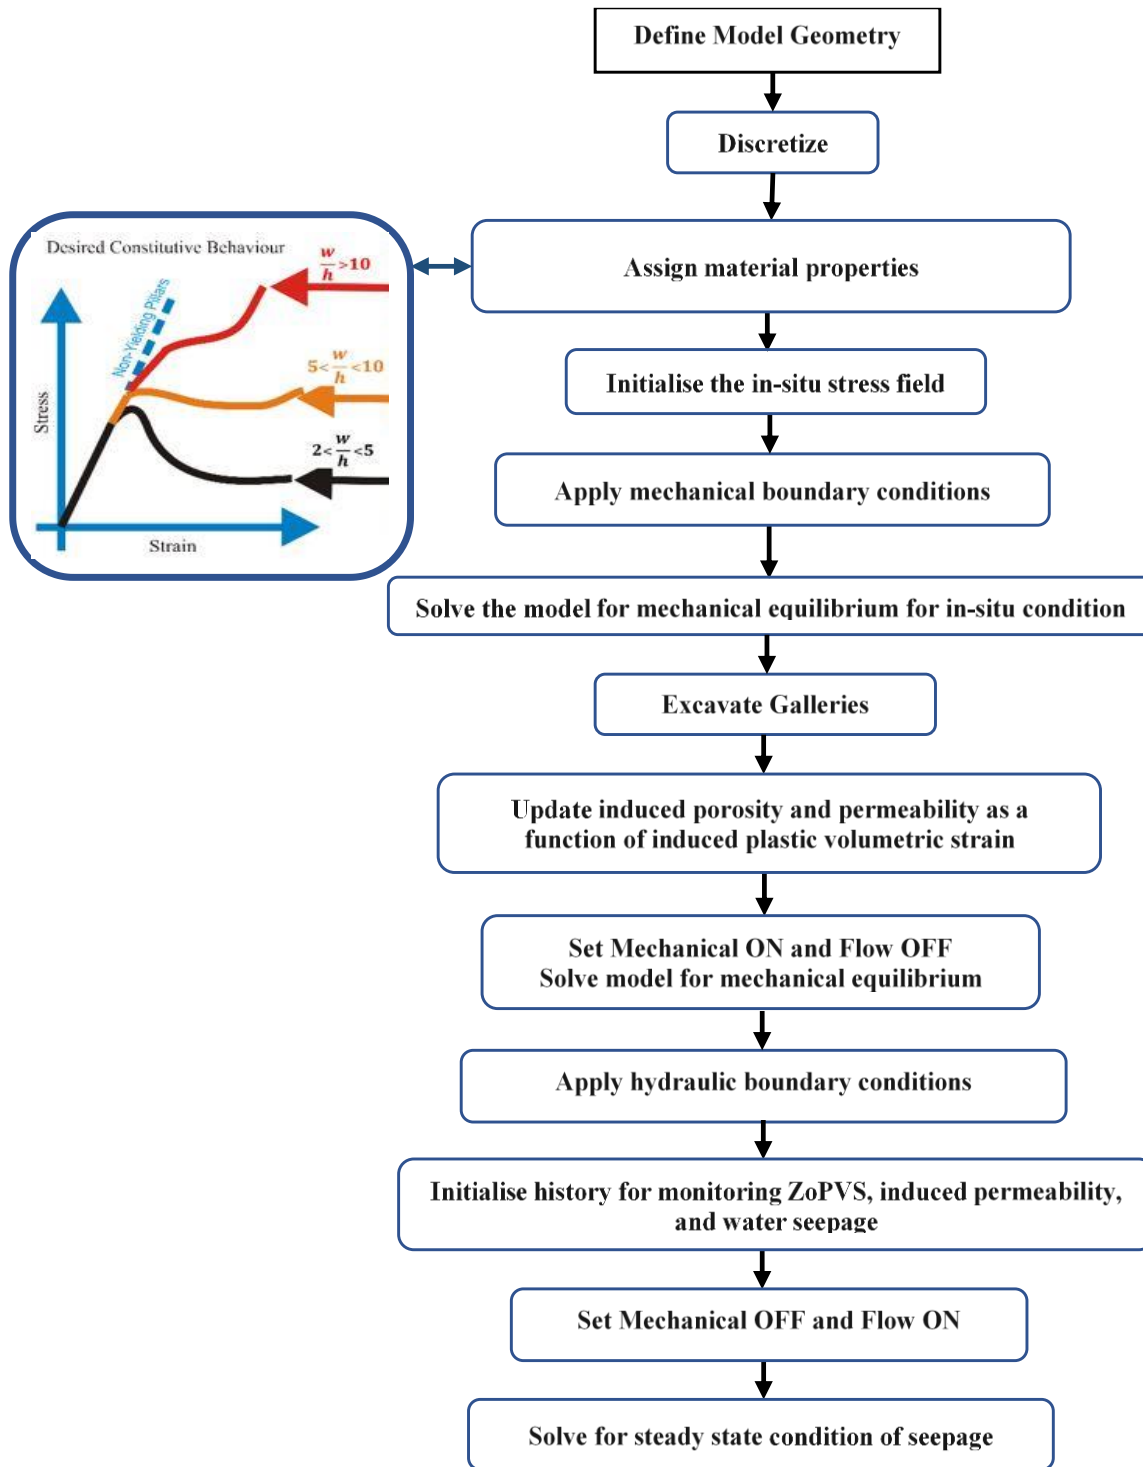 Define Model Geometry
Discretize
Desired Constitutive Behaviour
w/h >10
Non-Yielding Pillars
5< w/h <10
2< w/h <5
Stress
Strain
Assign material properties
Initialise the in-situ stress field
Apply mechanical boundary conditions
Solve the model for mechanical equilibrium for in-situ condition
Excavate Galleries
Update induced porosity and permeability as a
function of induced plastic volumetric strain
Set Mechanical ON and Flow OFF
Solve model for mechanical equilibrium
Apply hydraulic boundary conditions
Initialise history for monitoring ZoPVS, induced permeability,
and water seepage
Set Mechanical OFF and Flow ON
Solve for steady state condition of seepage